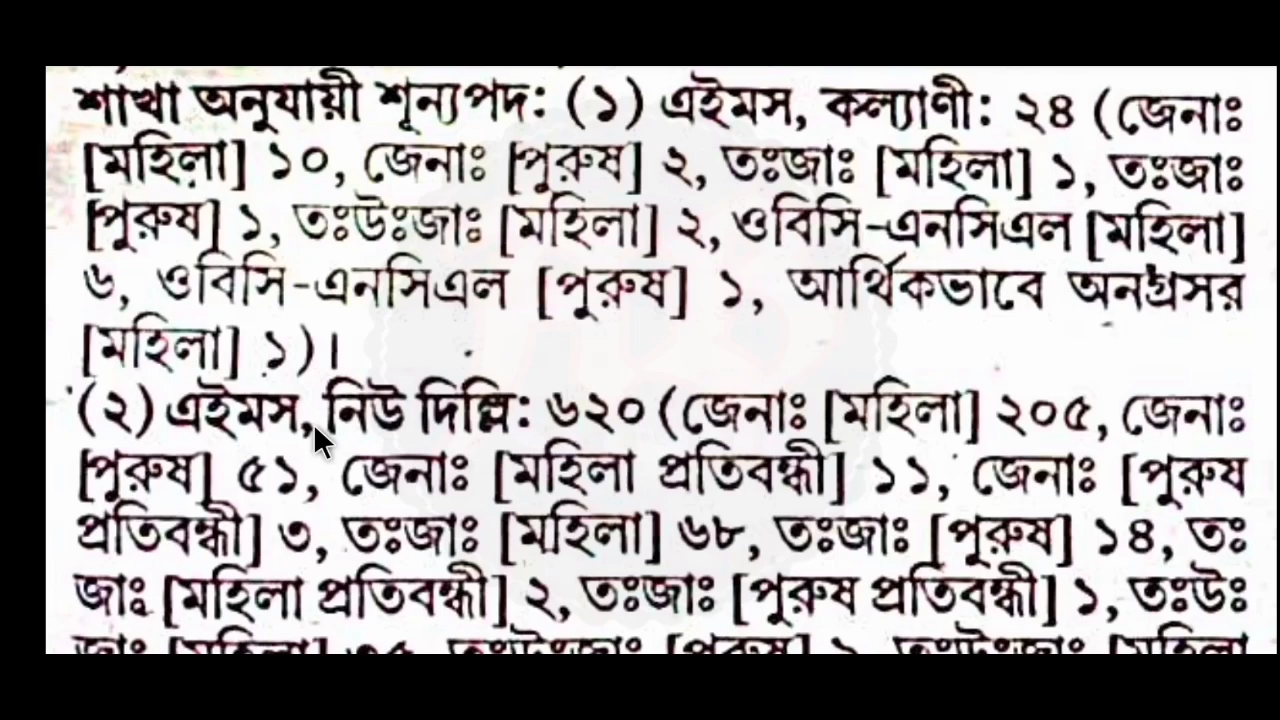 শাখা অনুযায়ী শূন্যপদ: (১) এইমস, কল্যাণী: ২৪ (জেনাঃ
[মহিলা] ১০, জেনাঃ [পুরুষ] ২, তঃজাঃ [মহিলা] ১, তঃজাঃ
[পুরুষ] ১, তঃউঃজাঃ [মহিলা] ২, ওবিসি-এনসিএল [মহিলা]
৬, ওবিসি-এনসিএল [পুরুষ] ১, আর্থিকভাবে অনগ্রসর
[মহিলা] ১)।
(২) এইমস, নিউ দিল্লি: ৬২০ (জেনাঃ [মহিলা] ২০৫, জেনাঃ
[পুরুষ] ৫১, জেনাঃ [মহিলা প্রতিবন্ধী] ১১, জেনাঃ [পুরুষ
প্রতিবন্ধী] ৩, তঃজাঃ [মহিলা] ৬৮, তঃজাঃ [পুরুষ] ১৪, তঃ
জাঃ [মহিলা প্রতিবন্ধী] ২, তঃজাঃ [পুরুষ প্রতিবন্ধী] ১, তঃউঃ